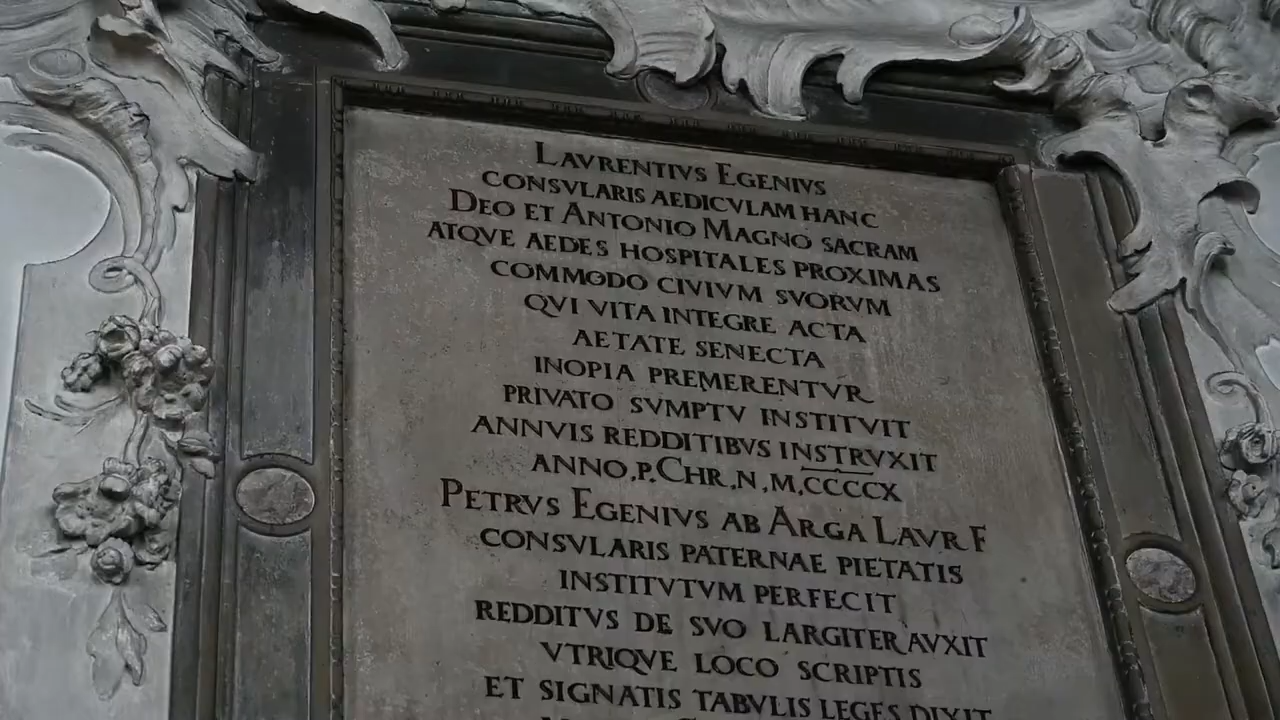 LAVRENTIVS EGENIVS
CONSVLARIS AEDICVLAM HANC
DEO ET ANTONIO MAGNO SACRAM
ATQVE AEDES HOSPITALES PROXIMAS
COMMODO CIVIVM SVORVM
QVI VITA INTEGRE ACTA
AETATE SENECTA
INOPIA PREMERENTVR
PRIVATO SVMPTV INSTITVIT
ANNVIS REDDITIBVS INSTRVXIT
ANNO.P.CHR.N.M.CCCCX
PETRVS EGENIVS AB ARGA LAVR F
CONSVLARIS PATERNAE PIETATIS
INSTITVTVM PERFECIT
REDDITVS DE SVO LARGITER AVXIT
VTRIQVE LOCO SCRIPTIS
ET SIGNATIS TABVLIS LEGES DIXIT